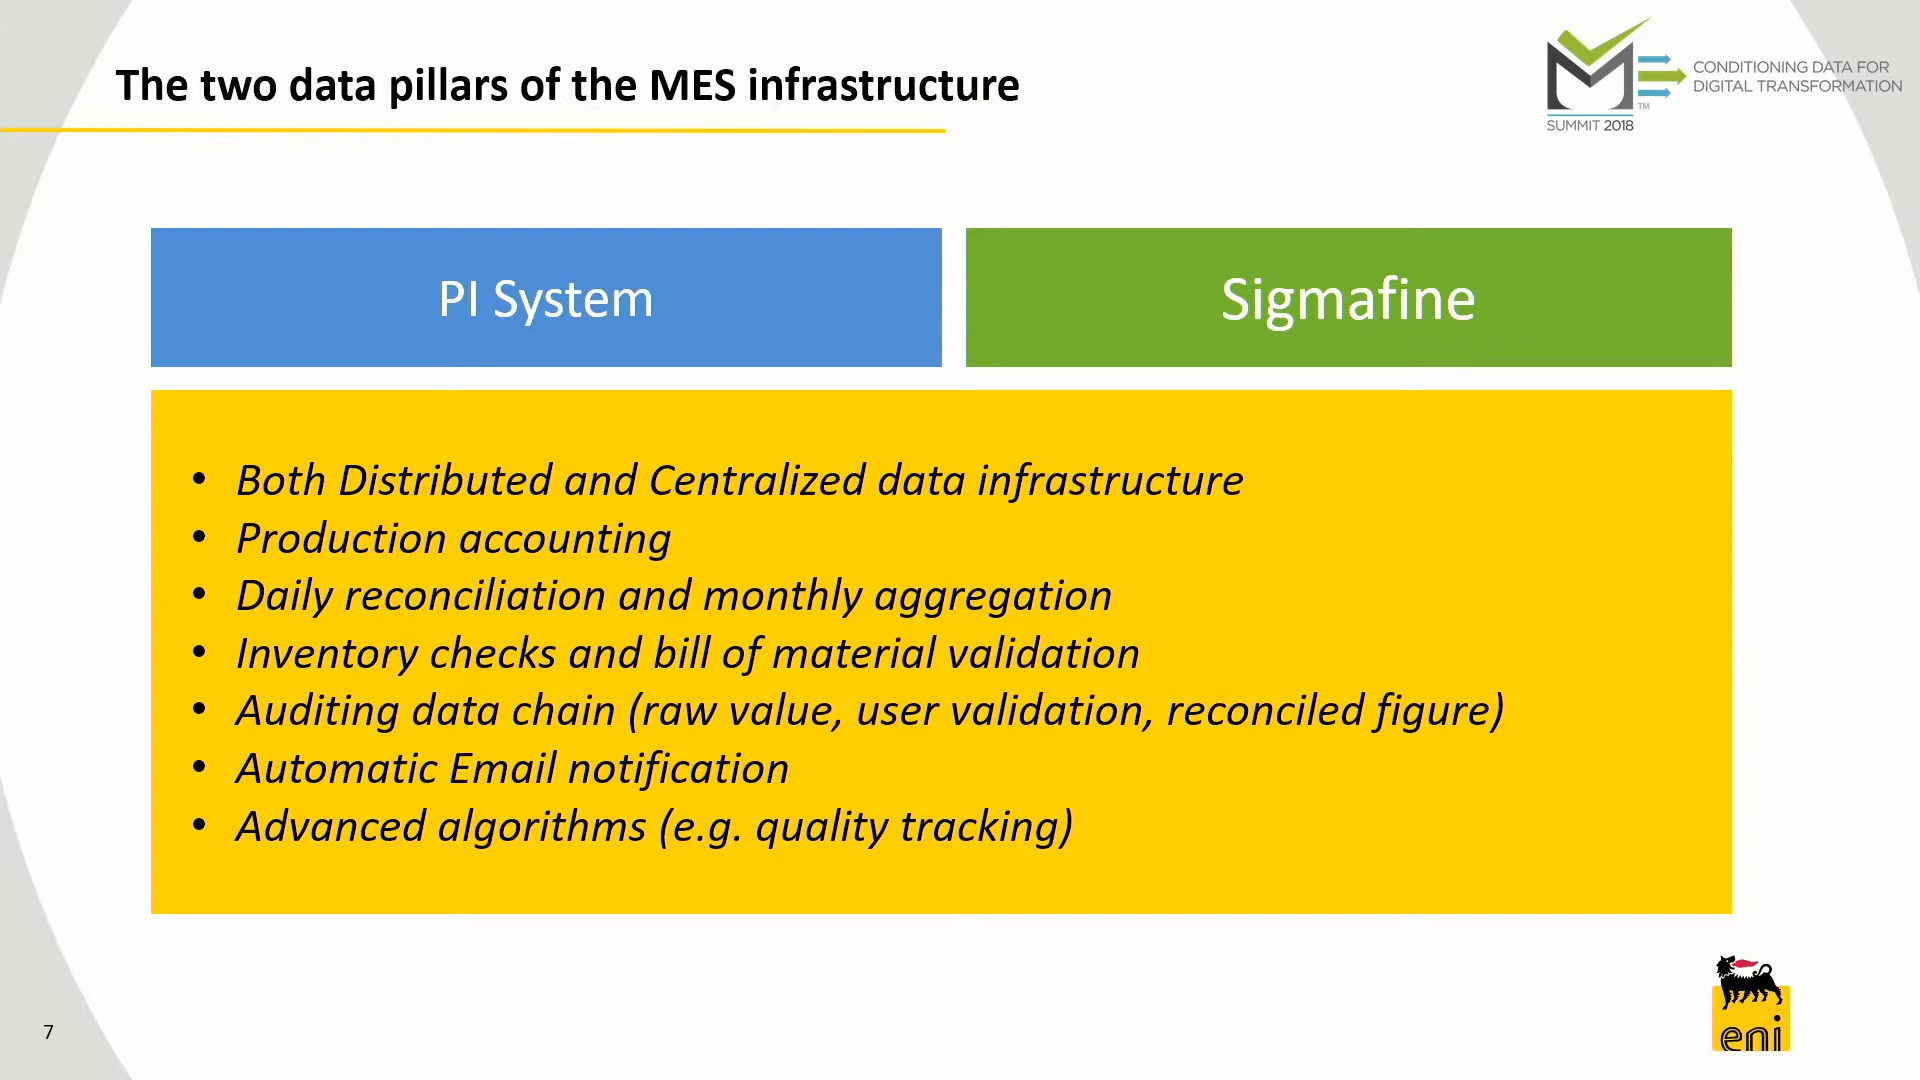 The two data pillars of the MES infrastructure
CONDITIONING DATA FOR
DIGITAL TRANSFORMATION
TM
SUMMIT 2018
PI System
Sigmafine
• Both Distributed and Centralized data infrastructure
• Production accounting
• Daily reconciliation and monthly aggregation
• Inventory checks and bill of material validation
• Auditing data chain (raw value, user validation, reconciled figure)
• Automatic Email notification
• Advanced algorithms (e.g. quality tracking)
7
eni